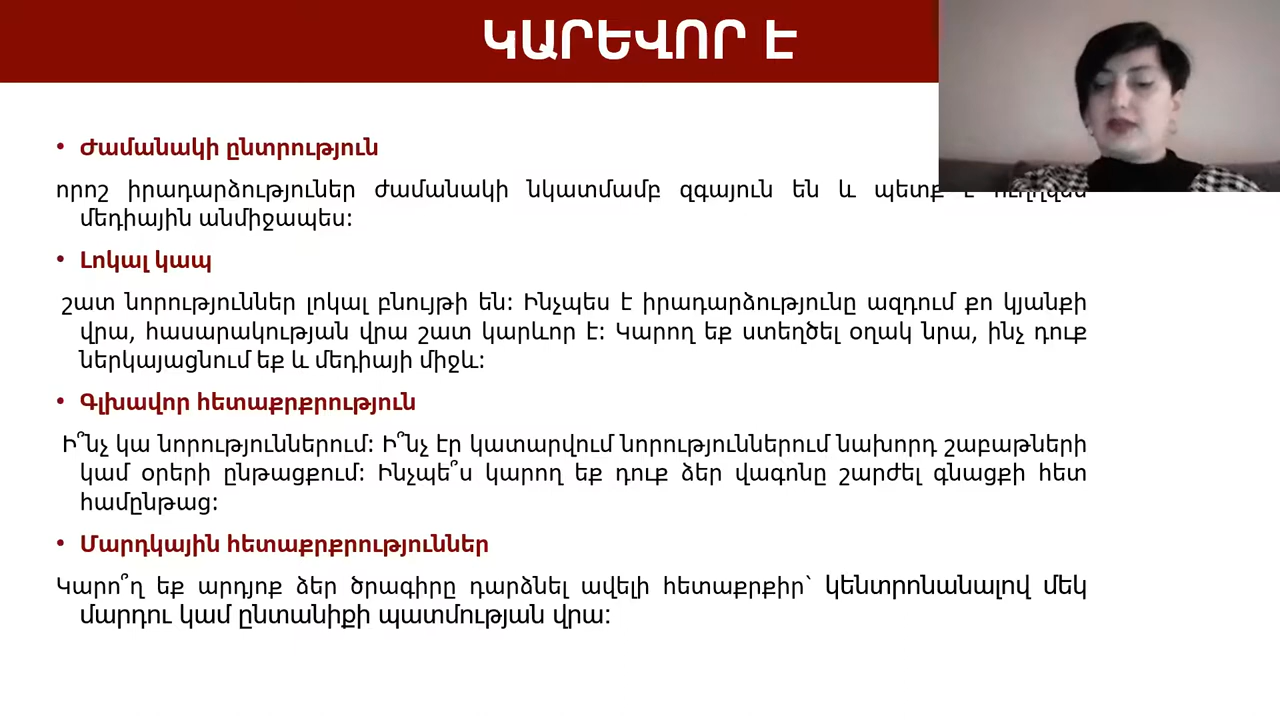 ԿԱՐԵՎՈՐ Է
• Ժամանակի ընտրություն
որոշ իրադարձություներ ժամանակի նկատմամբ զգայուն են և պետք է
մեդիային անմիջապես:
• Լոկալ կապ
շատ նորություններ լոկալ բնույթի են: Ինչպես է իրադարձությունը ազդում քո կյանքի
վրա, հասարակության վրա շատ կարևոր է: Կարող եք ստեղծել օղակ նրա, ինչ դուք
ներկայացնում եք և մեդիայի միջև:
• Գլխավոր հետաքրքրություն
Ի՞նչ կա նորություններում: Ի՞նչ էր կատարվում նորություններում նախորդ շաբաթների
կամ օրերի ընթացքում: Ինչպե՞ս կարող եք դուք ձեր վագոնը շարժել գնացքի հետ
համընթաց:
• Մարդկային հետաքրքրություններ
Կարո՞ղ եք արդյոք ձեր ծրագիրը դարձնել ավելի հետաքրքիր` կենտրոնանալով մեկ
մարդու կամ ընտանիքի պատմության վրա: